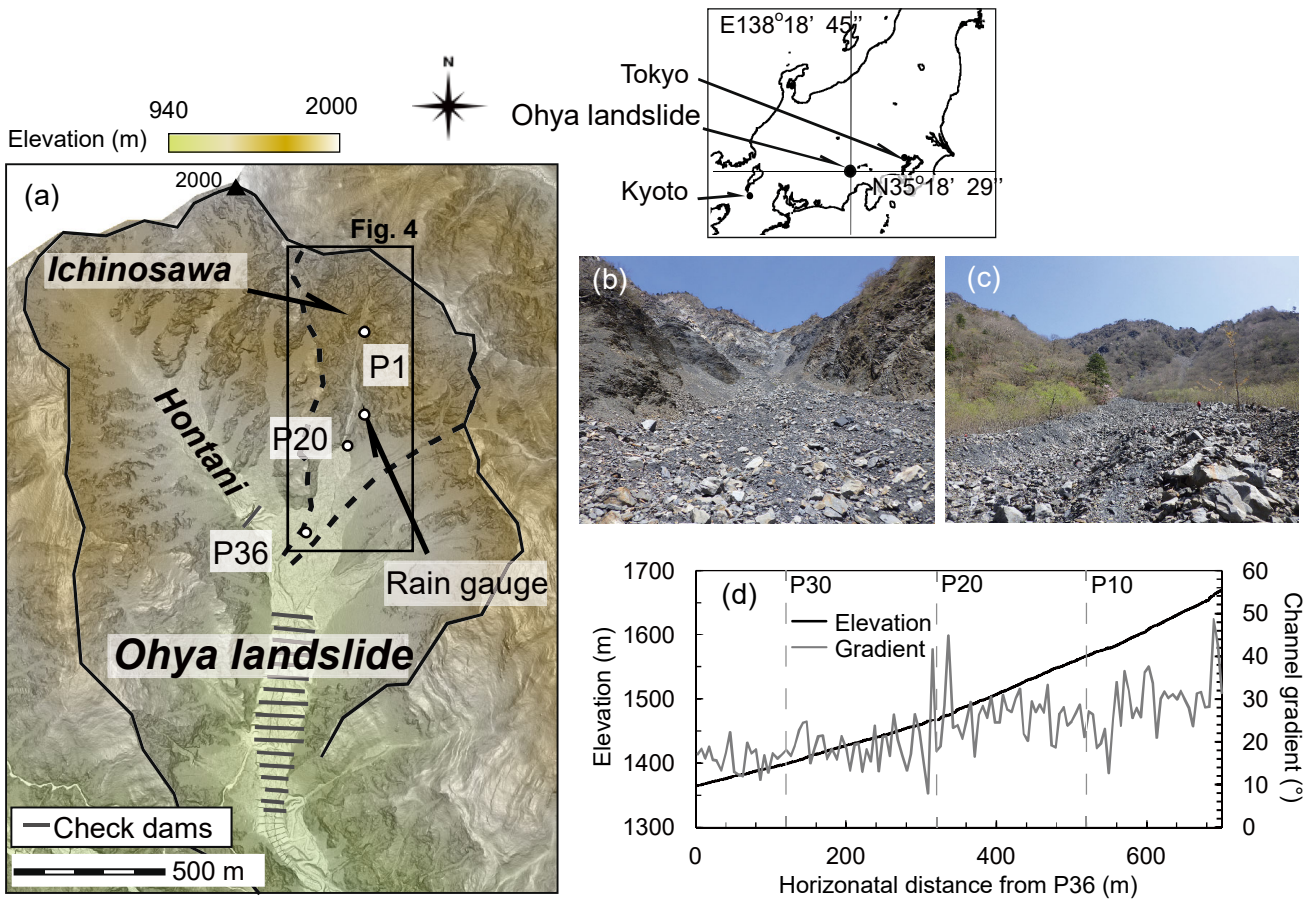 E138°18' 45"
Tokyo
Ohya landslide
Kyoto
N35°18' 29"
N
940 2000
Elevation (m)
(a)
2000
Fig. 4
Ichinosawa
P1
Hontani
P20
P36
Rain gauge
Ohya landslide
Check dams
500 m
(b)
(c)
(d)
P30 P20 P10
Elevation
Gradient
1700
1600
1500
1400
1300
Elevation (m)
60
50
40
30
20
10
0
Channel gradient (°)
0 200 400 600
Horizonatal distance from P36 (m)